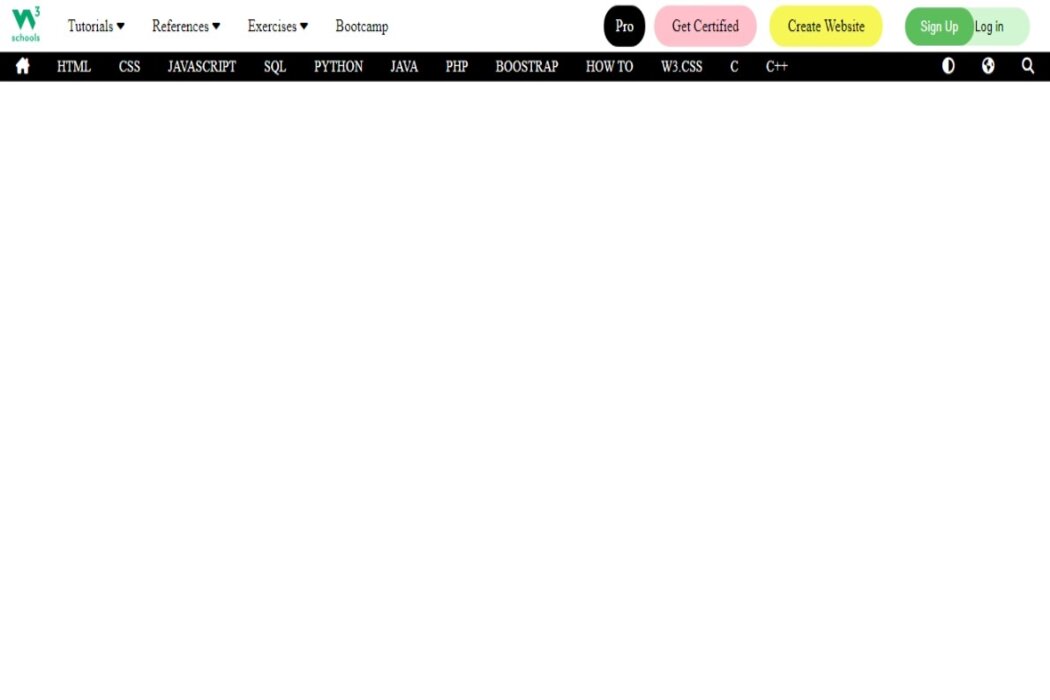 W3 schools Tutorials References Exercises Bootcamp Pro Get Certified Create Website Sign Up Log in
HTML CSS JAVASCRIPT SQL PYTHON JAVA PHP BOOSTRAP HOW TO W3.CSS C C++